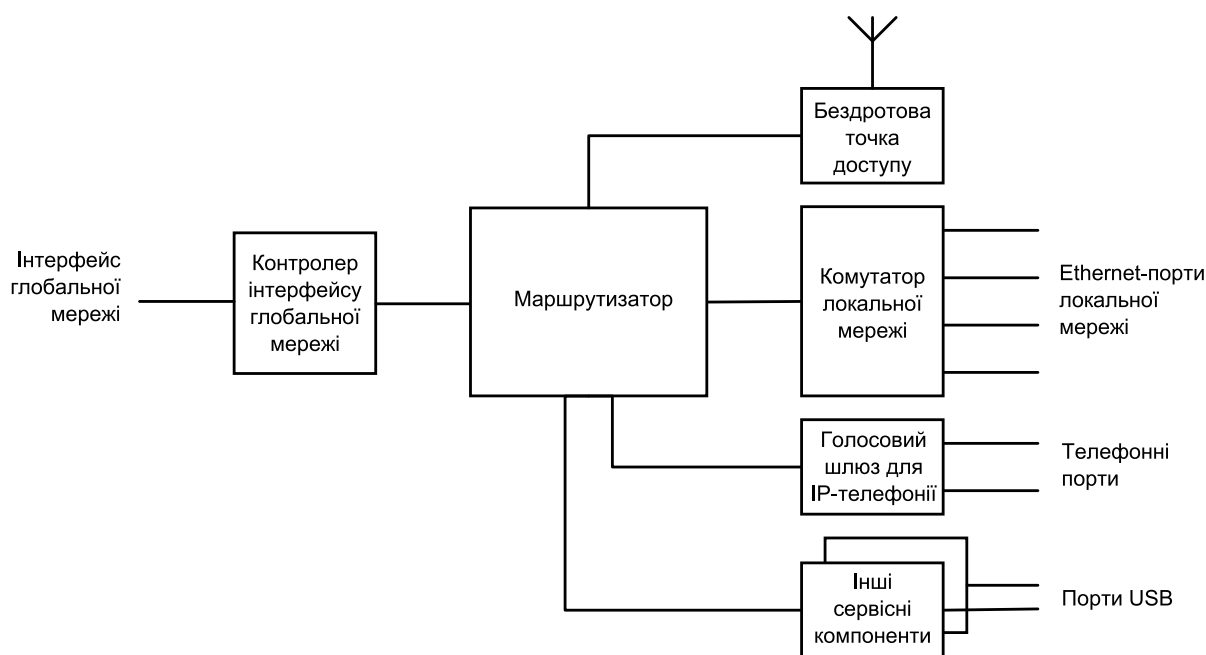 Бездротова
точка
доступу
Інтерфейс
глобальної
мережі
Контролер
інтерфейсу
глобальної
мережі
Маршрутизатор
Комутатор
локальної
мережі
Ethernet-порти
локальної
мережі
Голосовий
шлюз для
IP-телефонії
Телефонні
порти
Інші
сервісні
компоненти
Порти USB